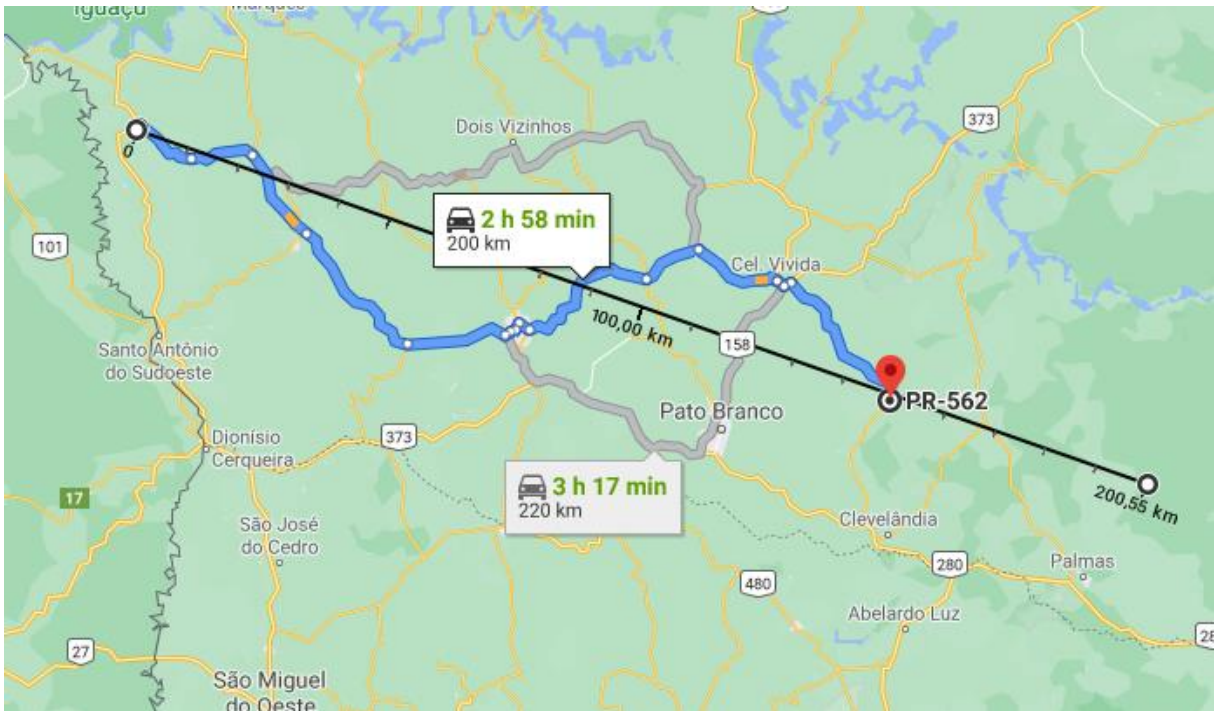 Iguaçu
Marques
373
Dois Vizinhos
0
2 h 58 min
200 km
101
Cel. Vivida
100,00 km
158
Santo Antônio
do Sudoeste
PR-562
Pato Branco
Dionísio
Cerqueira
373
3 h 17 min
220 km
17
200,55 km
São José
do Cedro
Clevelândia
280
Palmas
480
Abelardo Luz
27
São Miguel
do Oeste